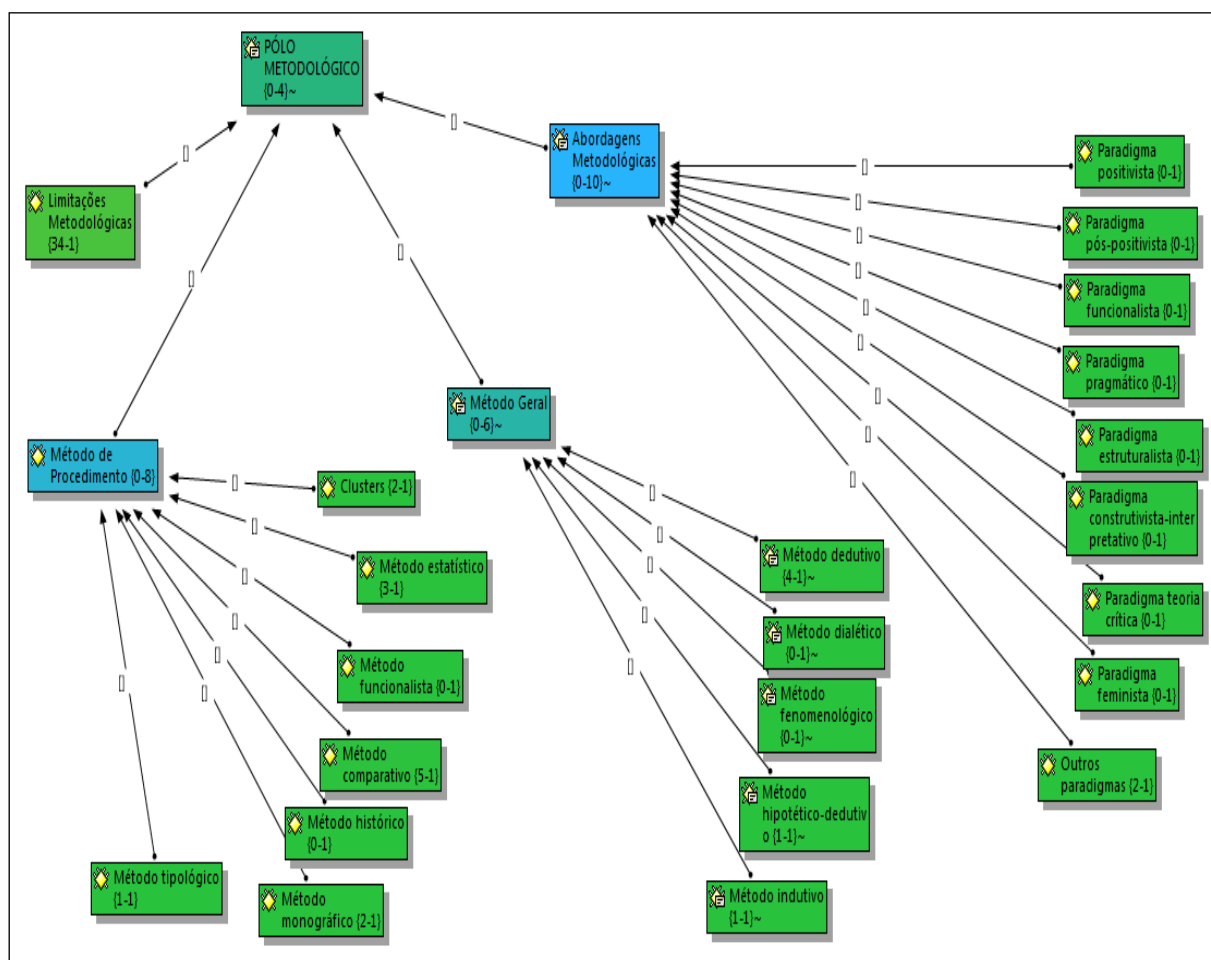 PÓLO
METODOLÓGICO
{0-4}~
Limitações
Metodológicas
{34-1}
Abordagens
Metodológicas
{0-10}~
Paradigma
positivista {0-1}
Paradigma
pós-positivista {0-1}
Paradigma
funcionalista {0-1}
Paradigma
pragmático {0-1}
Paradigma
estruturalista {0-1}
Paradigma
construtivista-inter
pretativo {0-1}
Paradigma teoria
crítica {0-1}
Paradigma
feminista {0-1}
Outros
paradigmas {2-1}
Método Geral
{0-6}~
Método dedutivo
{4-1}~
Método dialético
{0-1}~
Método
fenomenológico
{0-1}~
Método
hipotético-dedutiv
o {1-1}~
Método indutivo
{1-1}~
Método de
Procedimento {0-8}
Clusters {2-1}
Método estatístico
{3-1}
Método
funcionalista {0-1}
Método
comparativo {5-1}
Método histórico
{0-1}
Método
monográfico {2-1}
Método tipológico
{1-1}